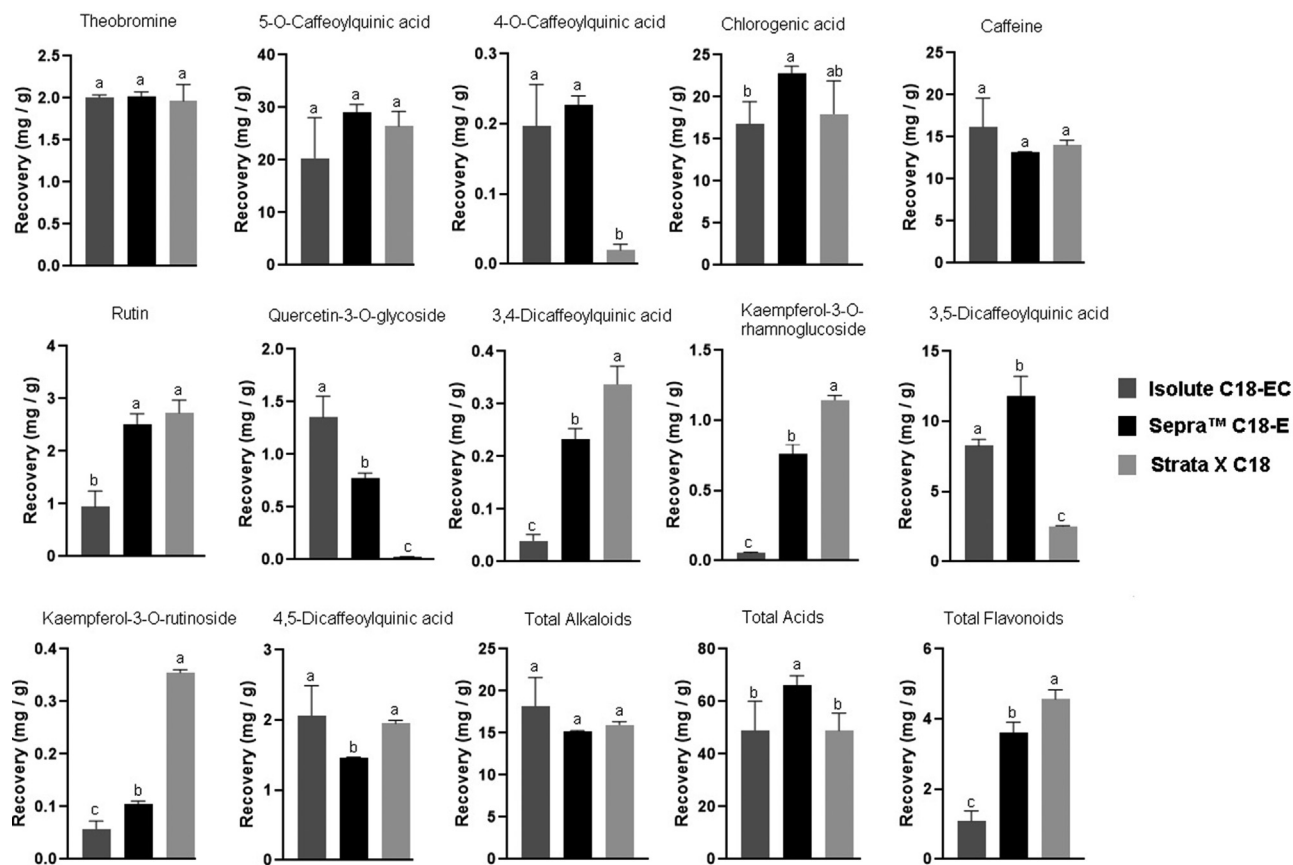 Theobromine
Recovery (mg / g)
2.5
2.0
1.5
1.0
0.5
0.0
a
a
a
5-O-Caffeoylquinic acid
Recovery (mg / g)
40
30
20
10
0
a
a
a
4-O-Caffeoylquinic acid
Recovery (mg / g)
0.3
0.2
0.1
0.0
a
a
b
Chlorogenic acid
Recovery (mg / g)
25
20
15
10
5
0
b
a
ab
Caffeine
Recovery (mg / g)
25
20
15
10
5
0
a
a
a
Rutin
Recovery (mg / g)
4
3
2
1
0
b
a
a
Quercetin-3-O-glycoside
Recovery (mg / g)
2.0
1.5
1.0
0.5
0.0
a
b
c
3,4-Dicaffeoylquinic acid
Recovery (mg / g)
0.4
0.3
0.2
0.1
0.0
c
b
a
Kaempferol-3-O-
rhamnoglucoside
Recovery (mg / g)
1.5
1.0
0.5
0.0
c
b
a
3,5-Dicaffeoylquinic acid
Recovery (mg / g)
15
10
5
0
a
b
c
Isolute C18-EC
Sepra™ C18-E
Strata X C18
Kaempferol-3-O-rutinoside
Recovery (mg / g)
0.4
0.3
0.2
0.1
0.0
c
b
a
4,5-Dicaffeoylquinic acid
Recovery (mg / g)
3
2
1
0
a
b
a
Total Alkaloids
Recovery (mg / g)
25
20
15
10
5
0
a
a
a
Total Acids
Recovery (mg / g)
80
60
40
20
0
b
a
b
Total Flavonoids
Recovery (mg / g)
6
4
2
0
c
b
a